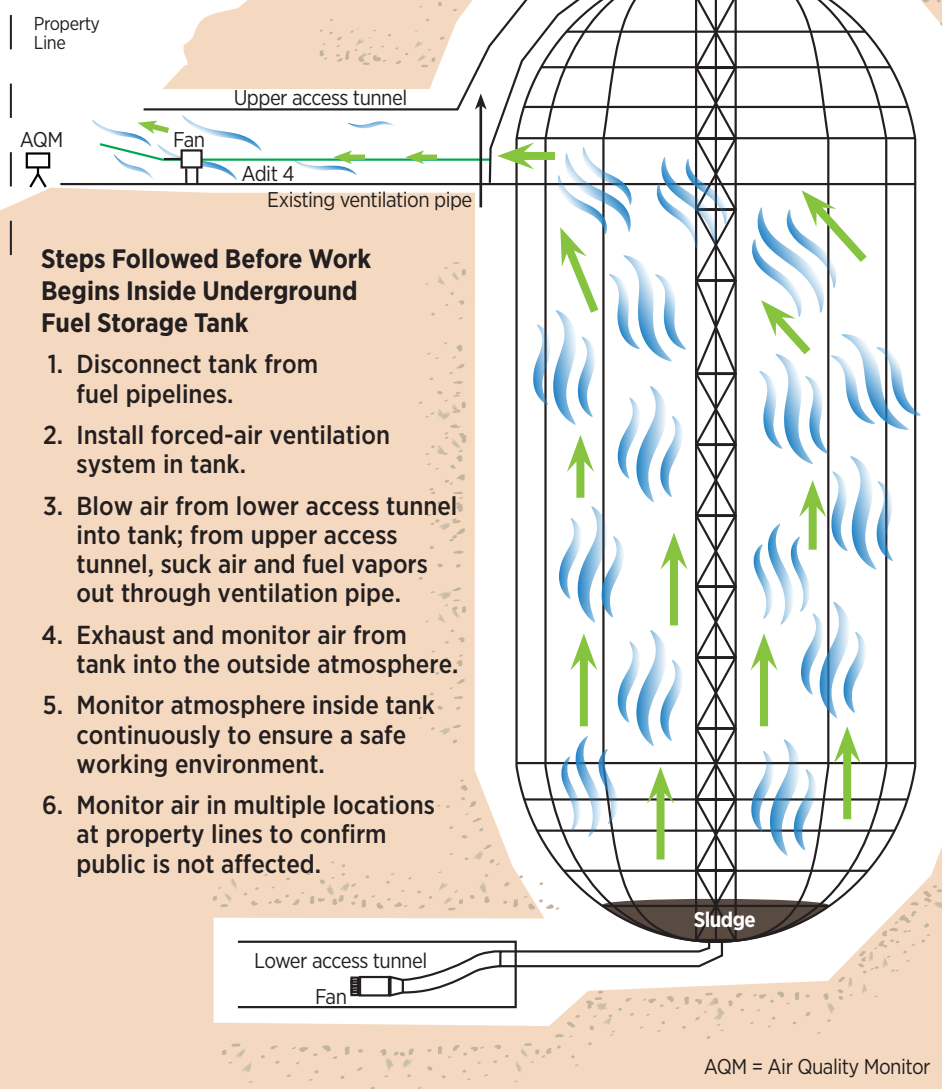 Property
Line
Upper access tunnel
AQM
Fan
Adit 4
Existing ventilation pipe
Steps Followed Before Work
Begins Inside Underground
Fuel Storage Tank
1. Disconnect tank from
fuel pipelines.
2. Install forced-air ventilation
system in tank.
3. Blow air from lower access tunnel
into tank; from upper access
tunnel, suck air and fuel vapors
out through ventilation pipe.
4. Exhaust and monitor air from
tank into the outside atmosphere.
5. Monitor atmosphere inside tank
continuously to ensure a safe
working environment.
6. Monitor air in multiple locations
at property lines to confirm
public is not affected.
Sludge
Lower access tunnel
Fan
AQM = Air Quality Monitor